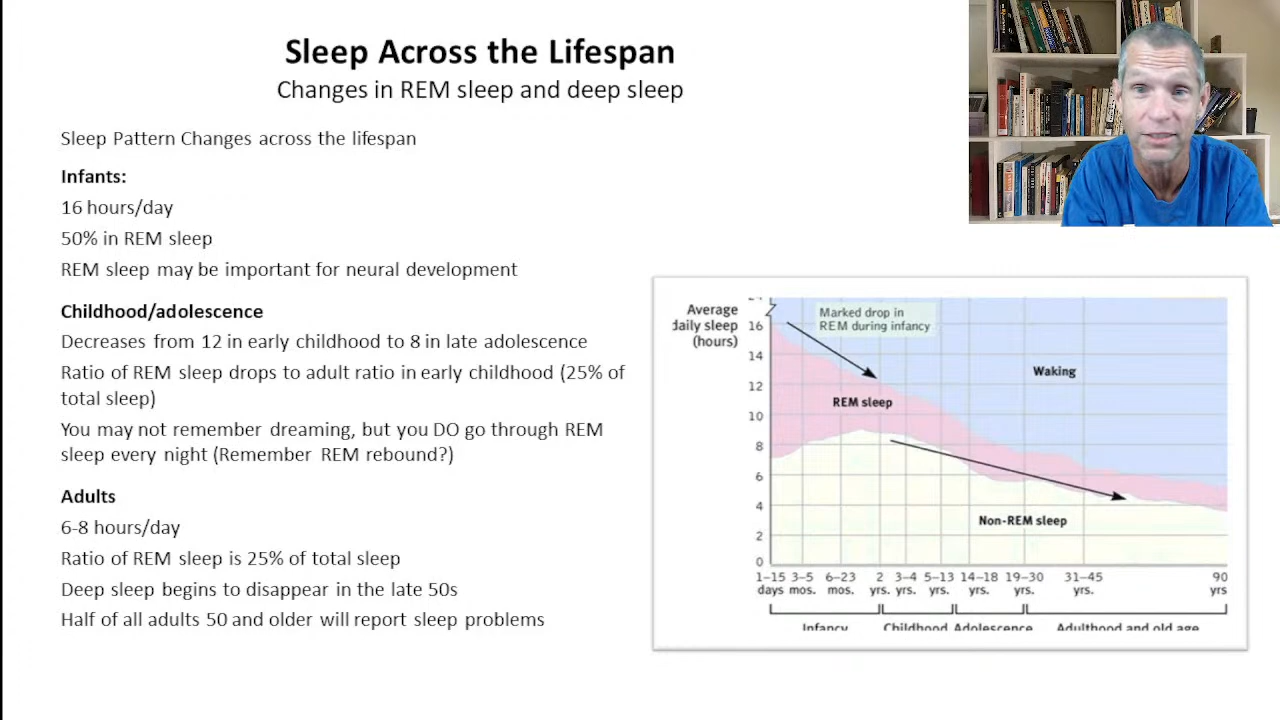 Sleep Across the Lifespan
Changes in REM sleep and deep sleep
Sleep Pattern Changes across the lifespan
Infants:
16 hours/day
50% in REM sleep
REM sleep may be important for neural development
Childhood/adolescence
Decreases from 12 in early childhood to 8 in late adolescence
Ratio of REM sleep drops to adult ratio in early childhood (25% of
total sleep)
You may not remember dreaming, but you DO go through REM
sleep every night (Remember REM rebound?)
Adults
6-8 hours/day
Ratio of REM sleep is 25% of total sleep
Deep sleep begins to disappear in the late 50s
Half of all adults 50 and older will report sleep problems
Average
daily sleep
(hours)
24
16
14
12
10
8
6
4
2
0
Marked drop in
REM during infancy
Waking
REM sleep
Non-REM sleep
1–15 3–5 6–23 2 3–4 5–13 14–18 19–30 31–45 90
days mos. mos. yrs. yrs. yrs. yrs. yrs. yrs. yrs
Infancy Childhood Adolescence Adulthood and old age